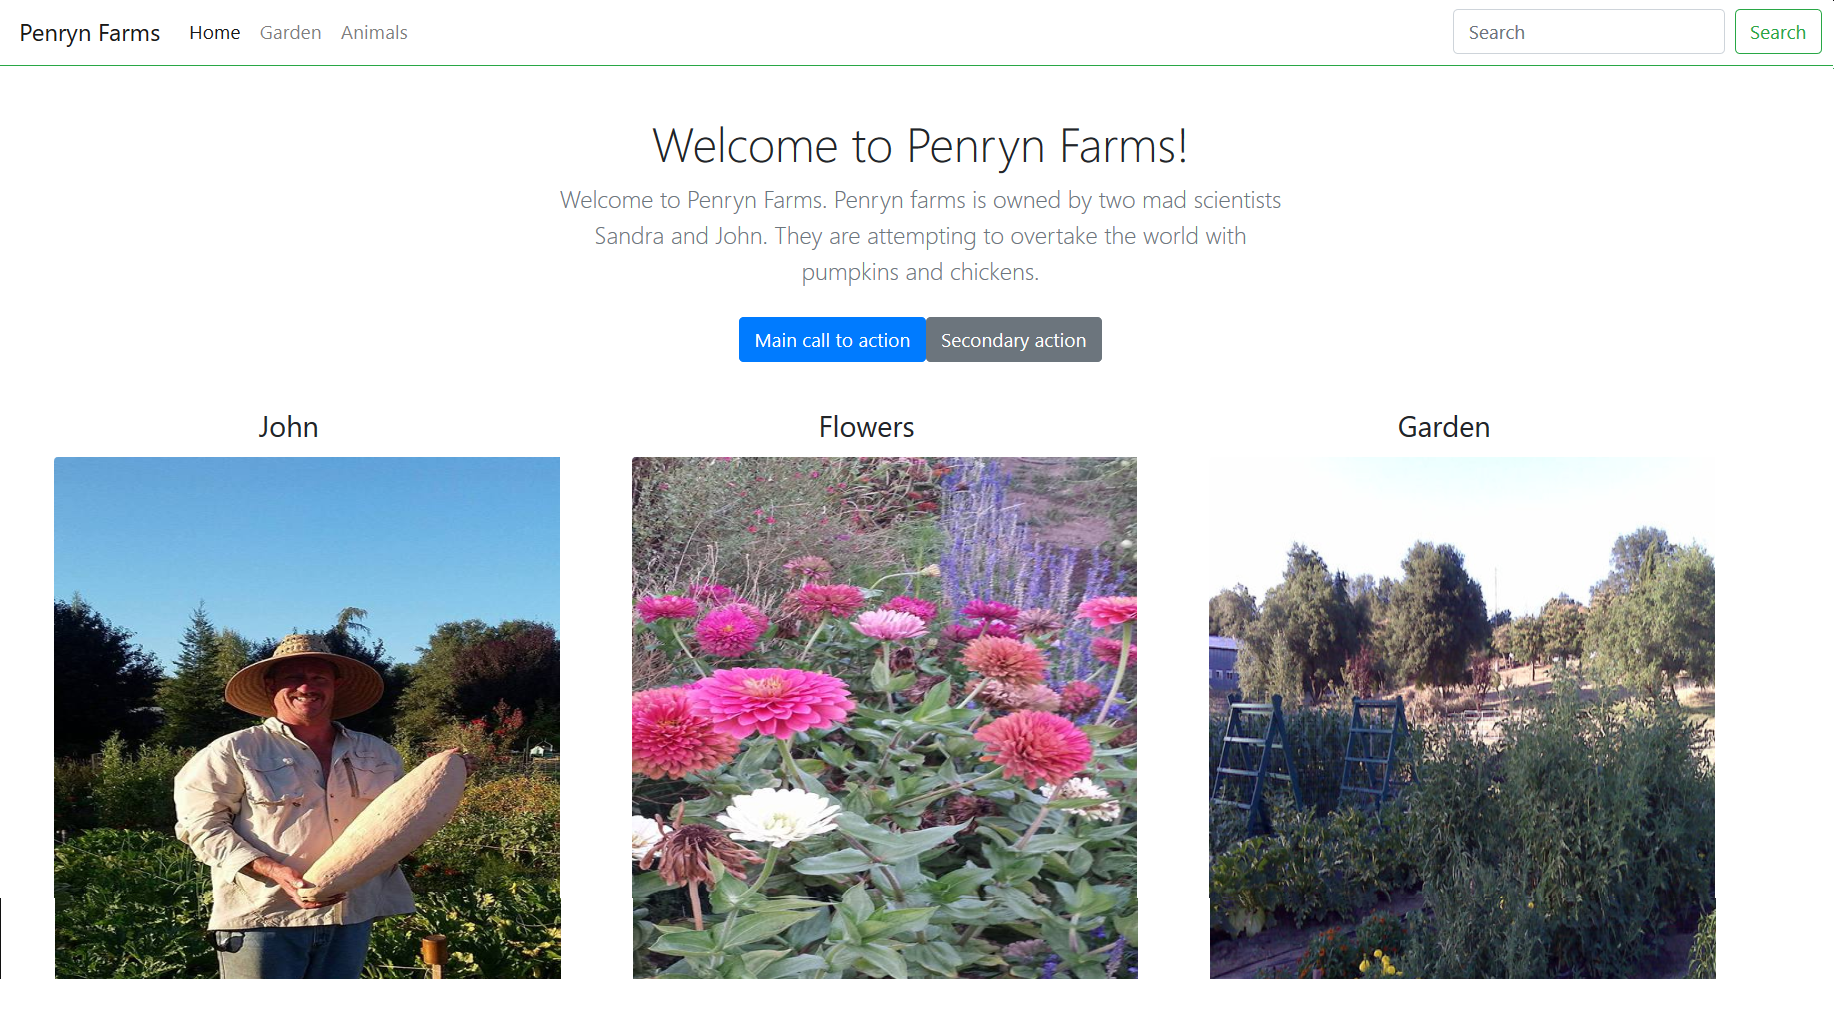 Penryn Farms Home Garden Animals Search Search
Welcome to Penryn Farms!
Welcome to Penryn Farms. Penryn farms is owned by two mad scientists
Sandra and John. They are attempting to overtake the world with
pumpkins and chickens.
Main call to action Secondary action
John Flowers Garden